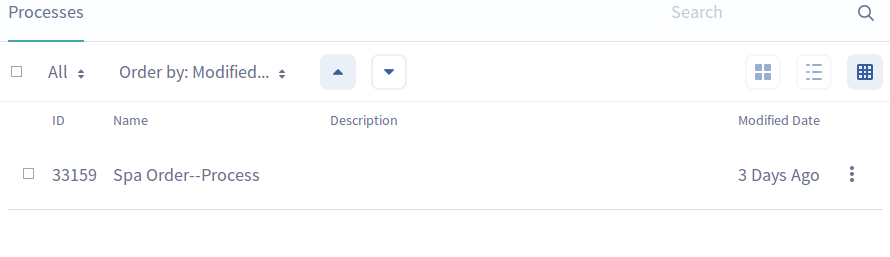 Processes Search
All Order by: Modified...
ID Name Description Modified Date
33159 Spa Order--Process 3 Days Ago